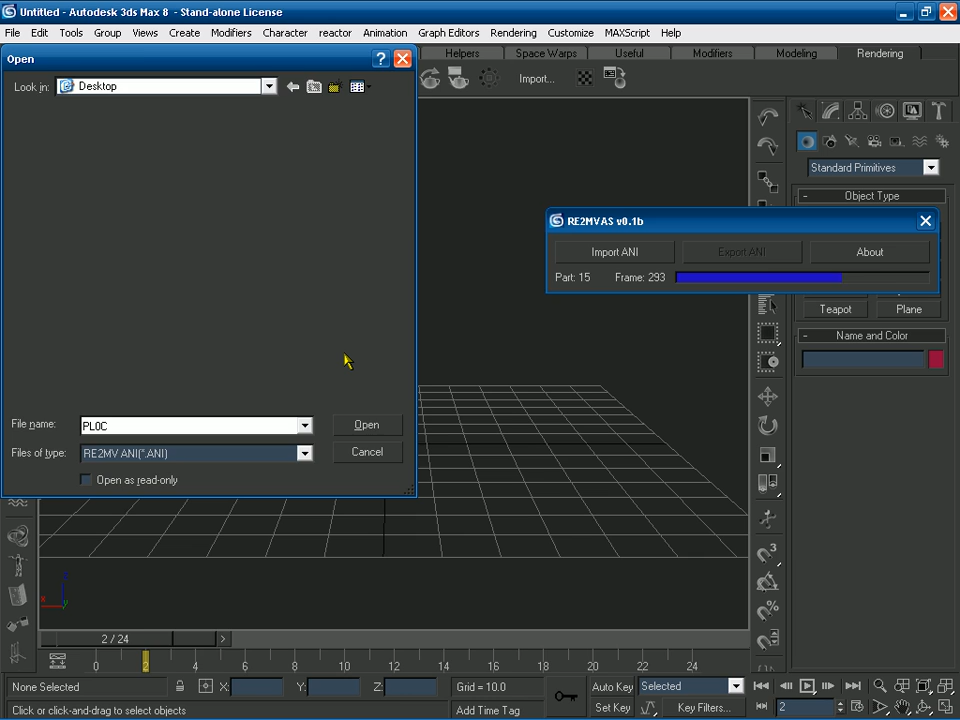 Untitled - Autodesk 3ds Max 8 - Stand-alone License
File Edit Tools Group Views Create Modifiers Character reactor Animation Graph Editors Rendering Customize MAXScript Help
Open
Helpers Space Warps Useful Modifiers Modeling Rendering
Look in: Desktop
Import...
Standard Primitives
- Object Type
RE2MVAS v0.1b
Import ANI Export ANI About
Part: 15 Frame: 293
Teapot Plane
- Name and Color
File name: PL0C Open
Files of type: RE2MV ANI(*.ANI) Cancel
Open as read-only
z
x
y
3
%
2 / 24 >
0 2 4 6 8 10 12 14 16 18 20 22 24
None Selected X: Y: Z: Grid = 10.0 Auto Key Selected
Click or click-and-drag to select objects Add Time Tag Set Key Key Filters... 2